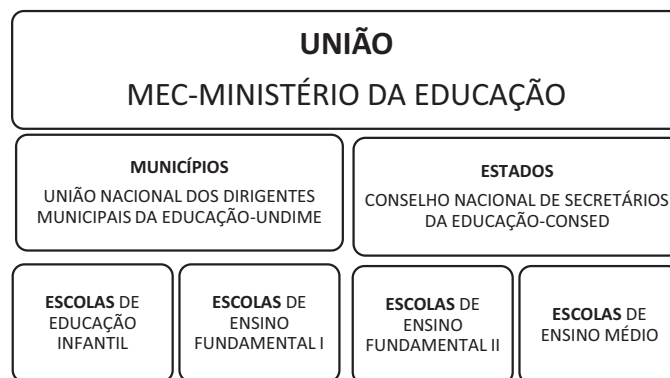 UNIÃO
MEC-MINISTÉRIO DA EDUCAÇÃO
MUNICÍPIOS
UNIÃO NACIONAL DOS DIRIGENTES
MUNICIPAIS DA EDUCAÇÃO-UNDIME
ESTADOS
CONSELHO NACIONAL DE SECRETÁRIOS
DA EDUCAÇÃO-CONSED
ESCOLAS DE
EDUCAÇÃO
INFANTIL
ESCOLAS DE
ENSINO
FUNDAMENTAL I
ESCOLAS DE
ENSINO
FUNDAMENTAL II
ESCOLAS DE
ENSINO MÉDIO